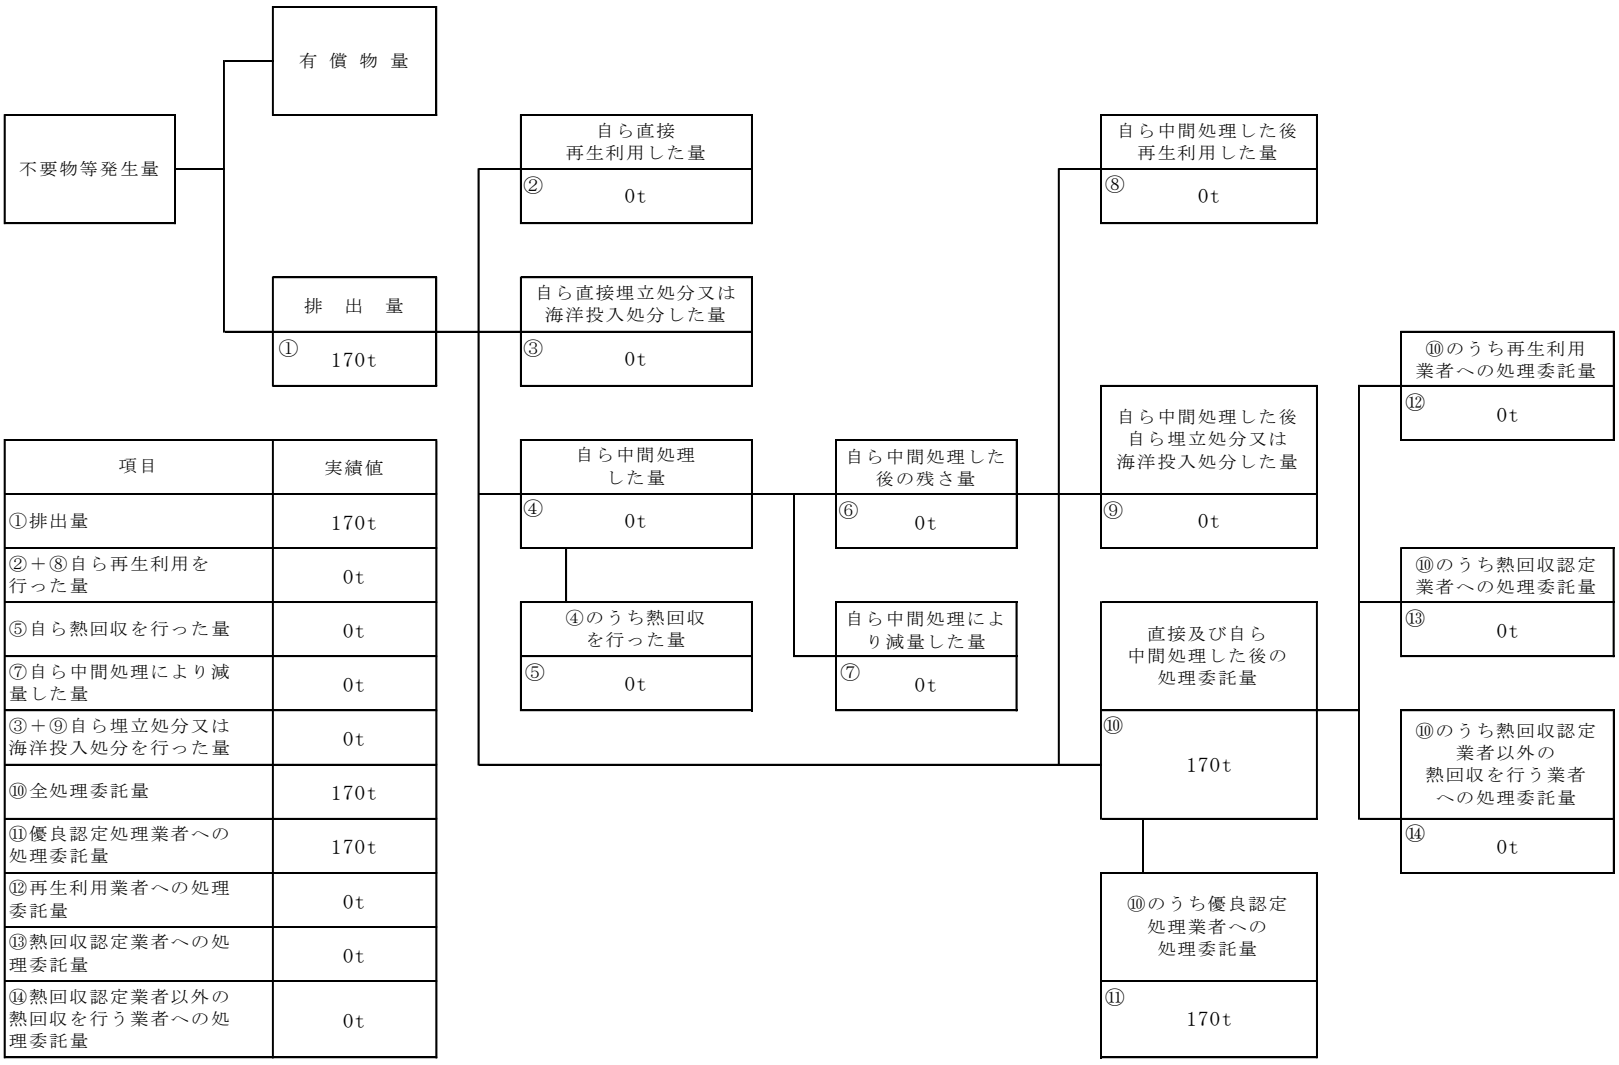 有償物量
不要物等発生量
自ら直接
再生利用した量
②
0t
自ら中間処理した後
再生利用した量
⑧
0t
排出量
①
170t
自ら直接埋立処分又は
海洋投入処分した量
③
0t
⑩のうち再生利用
業者への処理委託量
⑫
0t
自ら中間処理した後
自ら埋立処分又は
海洋投入処分した量
⑨
0t
自ら中間処理
した量
④
0t
自ら中間処理した
後の残さ量
⑥
0t
④のうち熱回収
を行った量
⑤
0t
自ら中間処理によ
り減量した量
⑦
0t
⑩のうち熱回収認定
業者への処理委託量
⑬
0t
直接及び自ら
中間処理した後の
処理委託量
⑩
170t
⑩のうち熱回収認定
業者以外の
熱回収を行う業者
への処理委託量
⑭
0t
⑩のうち優良認定
処理業者への
処理委託量
⑪
170t
項目
実績値
①排出量
170t
②＋⑧自ら再生利用を
行った量
0t
⑤自ら熱回収を行った量
0t
⑦自ら中間処理により減
量した量
0t
③＋⑨自ら埋立処分又は
海洋投入処分を行った量
0t
⑩全処理委託量
170t
⑪優良認定処理業者への
処理委託量
170t
⑫再生利用業者への処理
委託量
0t
⑬熱回収認定業者への処
理委託量
0t
⑭熱回収認定業者以外の
熱回収を行う業者への処
理委託量
0t